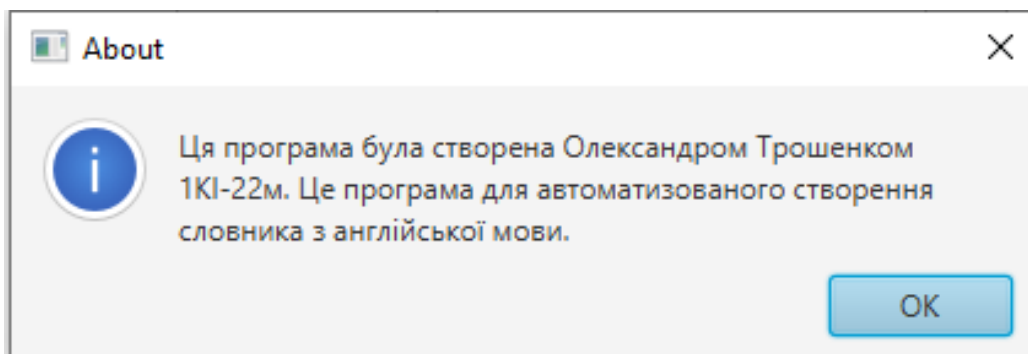 About
Ця програма була створена Олександром Трошенком
1КІ-22м. Це програма для автоматизованого створення
словника з англійської мови.
OK